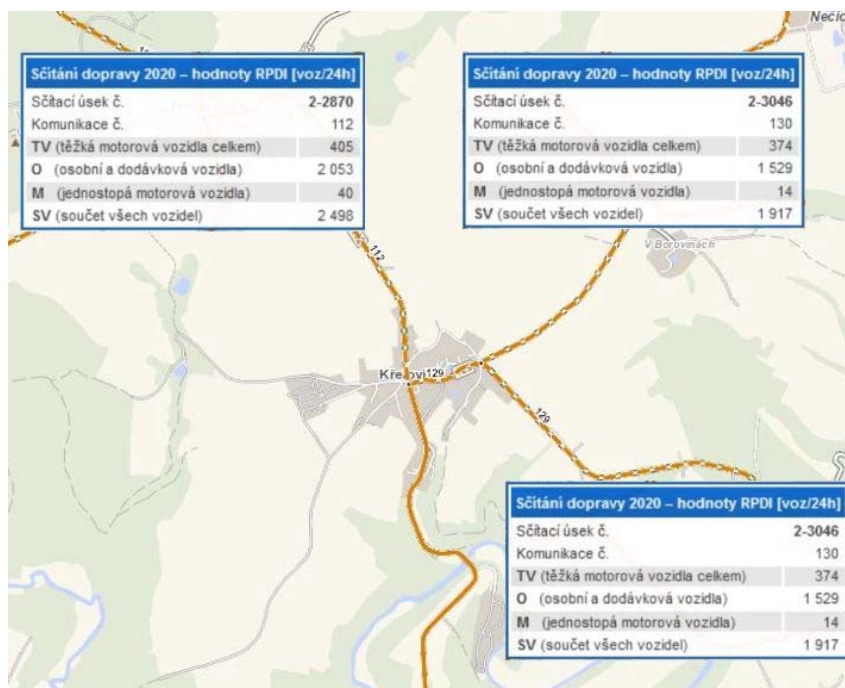 Nečic
Sčítání dopravy 2020 – hodnoty RPDI [voz/24h]
Sčítací úsek č. 2-2870
Komunikace č. 112
TV (těžká motorová vozidla celkem) 405
O (osobní a dodávková vozidla) 2 053
M (jednostopá motorová vozidla) 40
SV (součet všech vozidel) 2 498
Sčítání dopravy 2020 – hodnoty RPDI [voz/24h]
Sčítací úsek č. 2-3046
Komunikace č. 130
TV (těžká motorová vozidla celkem) 374
O (osobní a dodávková vozidla) 1 529
M (jednostopá motorová vozidla) 14
SV (součet všech vozidel) 1 917
V Borovinách
112
129
129
Sčítání dopravy 2020 – hodnoty RPDI [voz/24h]
Sčítací úsek č. 2-3046
Komunikace č. 130
TV (těžká motorová vozidla celkem) 374
O (osobní a dodávková vozidla) 1 529
M (jednostopá motorová vozidla) 14
SV (součet všech vozidel) 1 917